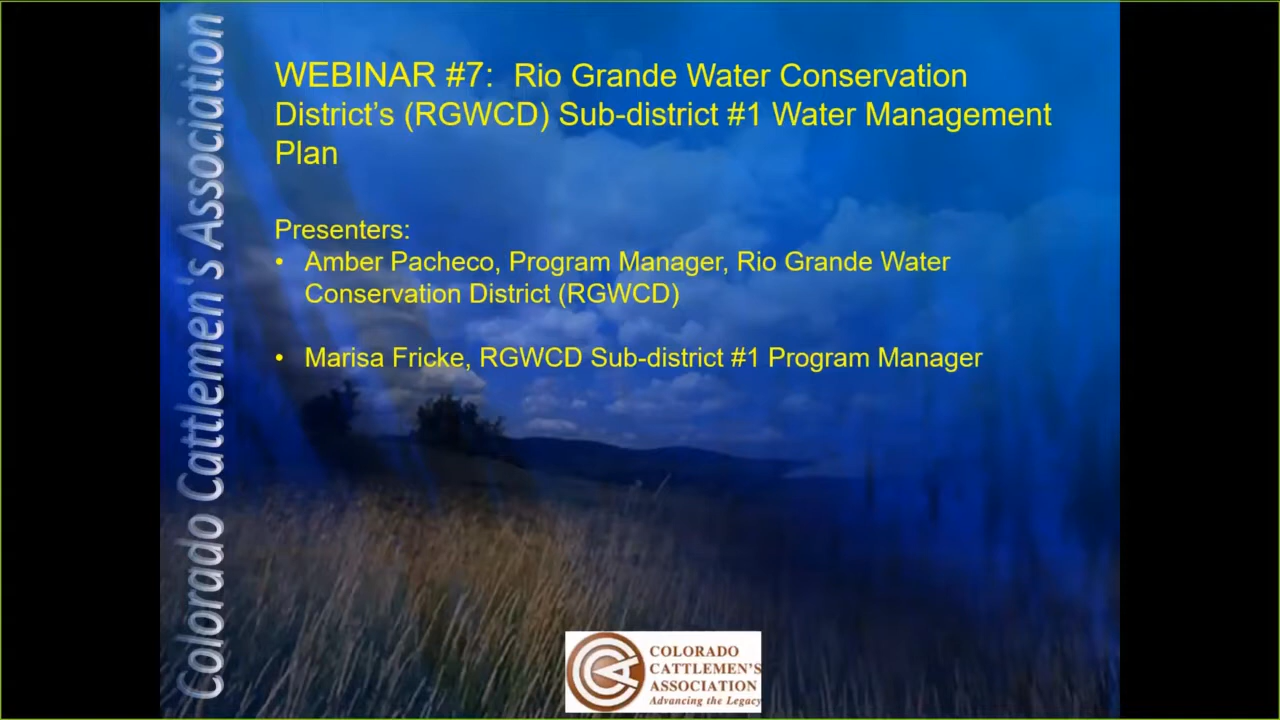 Colorado Cattlemen's Association
WEBINAR #7: Rio Grande Water Conservation
District’s (RGWCD) Sub-district #1 Water Management
Plan
Presenters:
• Amber Pacheco, Program Manager, Rio Grande Water
Conservation District (RGWCD)
• Marisa Fricke, RGWCD Sub-district #1 Program Manager
COLORADO
CATTLEMEN'S
ASSOCIATION
Advancing the Legacy